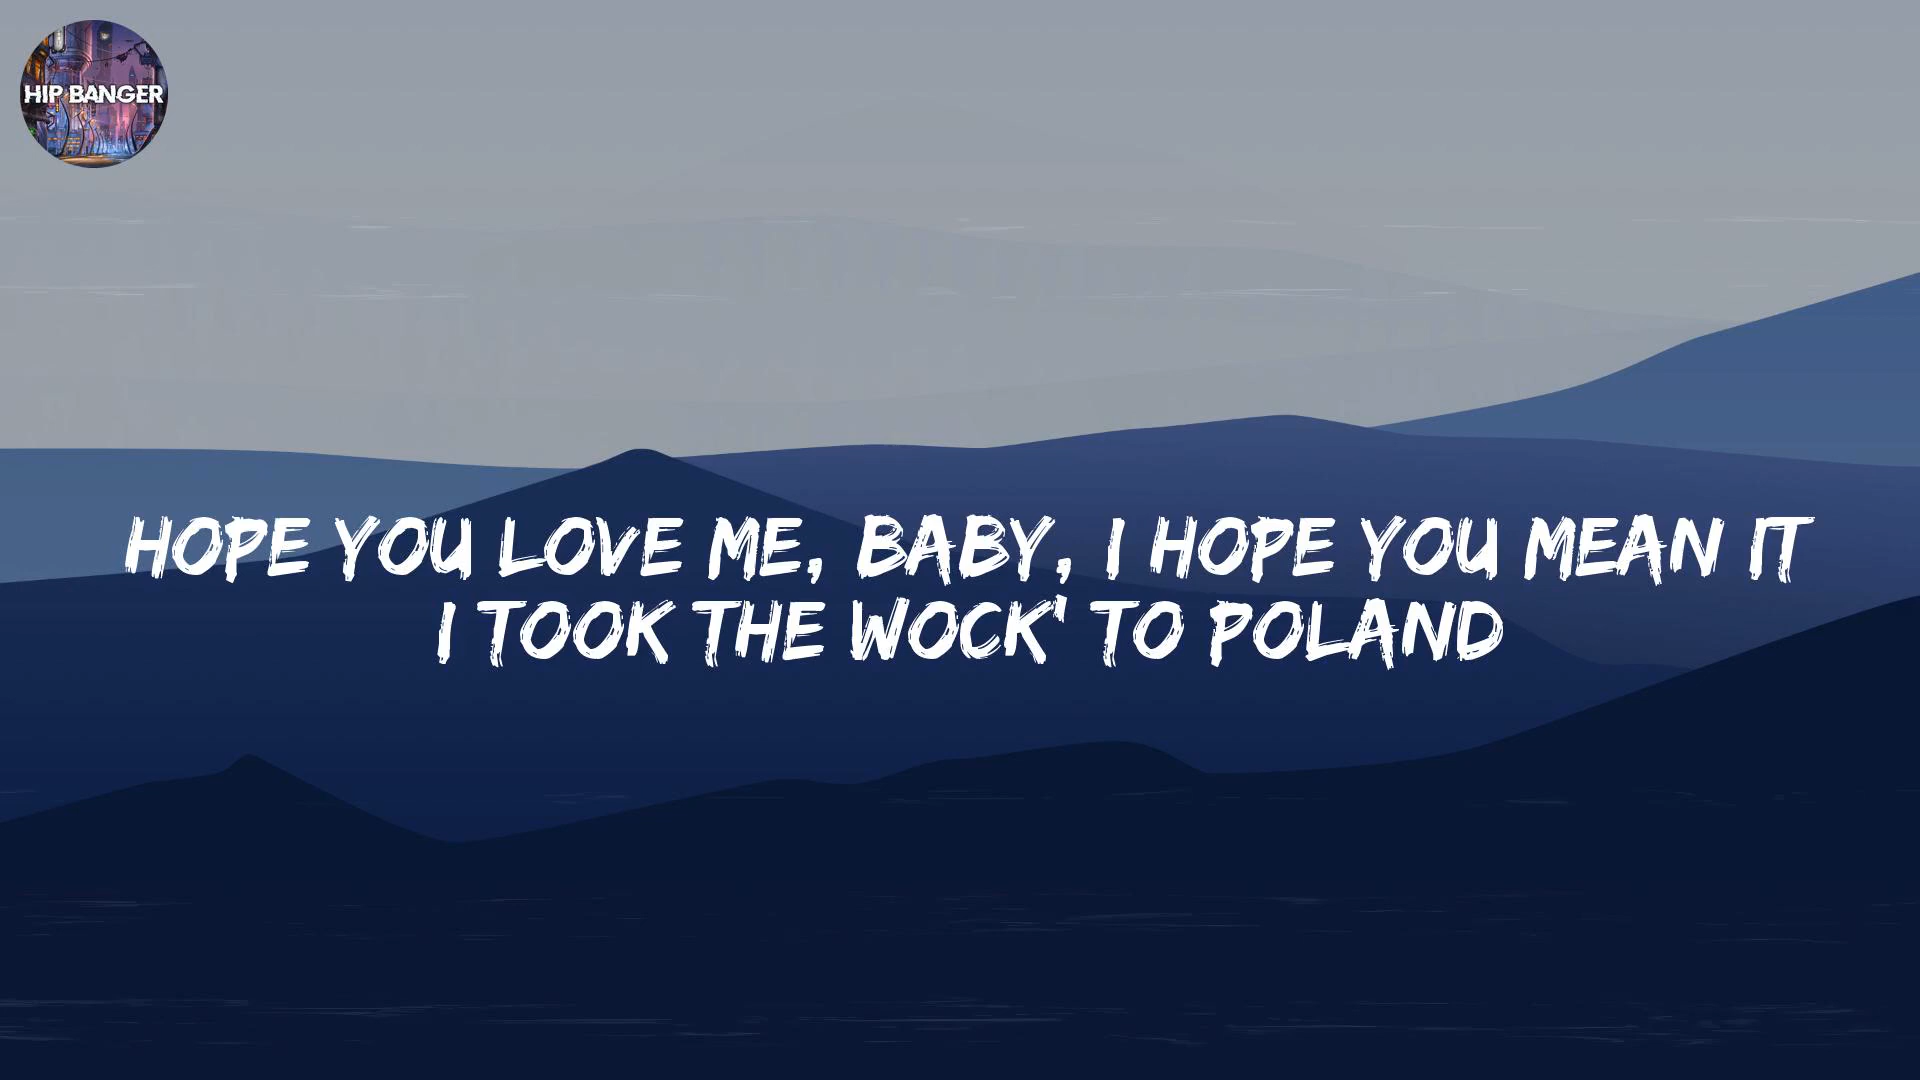 HIP BANGER
HOPE YOU LOVE ME, BABY, I HOPE YOU MEAN IT
I TOOK THE WOCK' TO POLAND